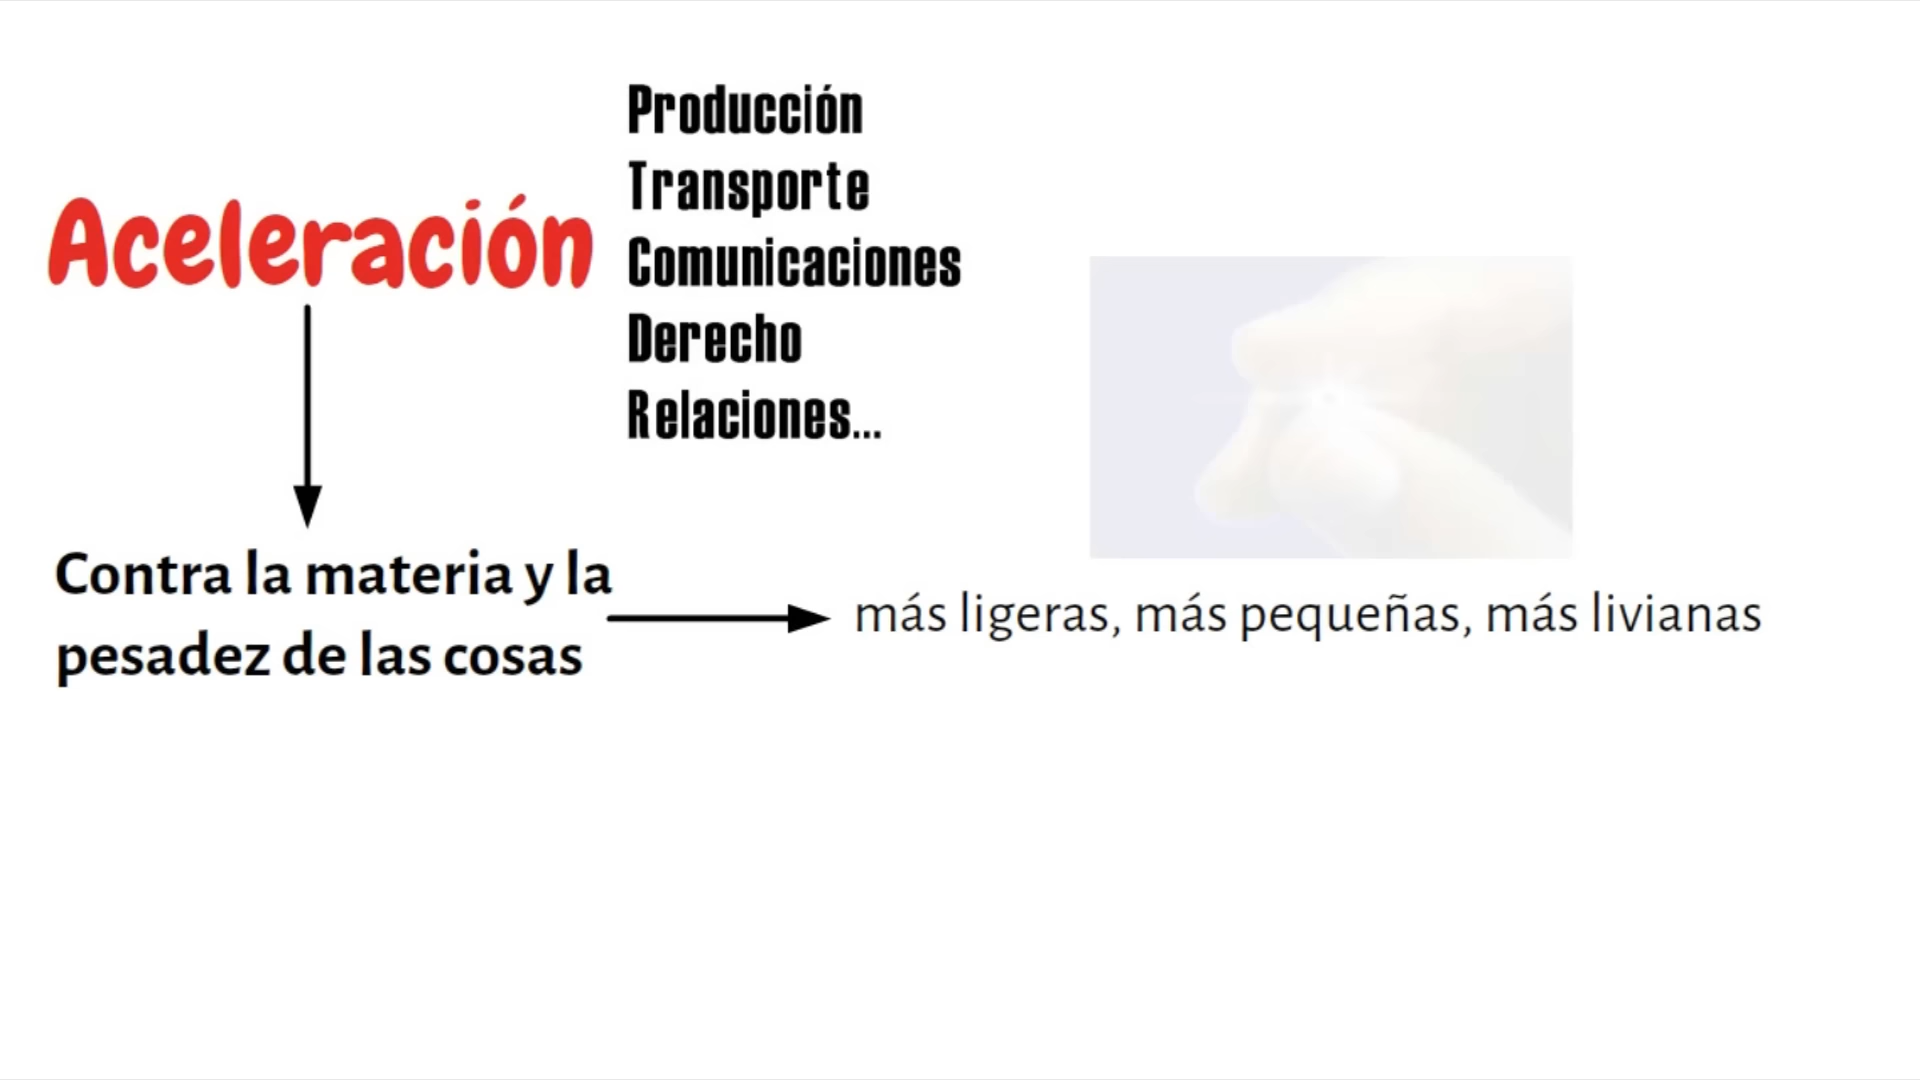 Aceleración
Producción
Transporte
Comunicaciones
Derecho
Relaciones...
Contra la materia y la
pesadez de las cosas
más ligeras, más pequeñas, más livianas